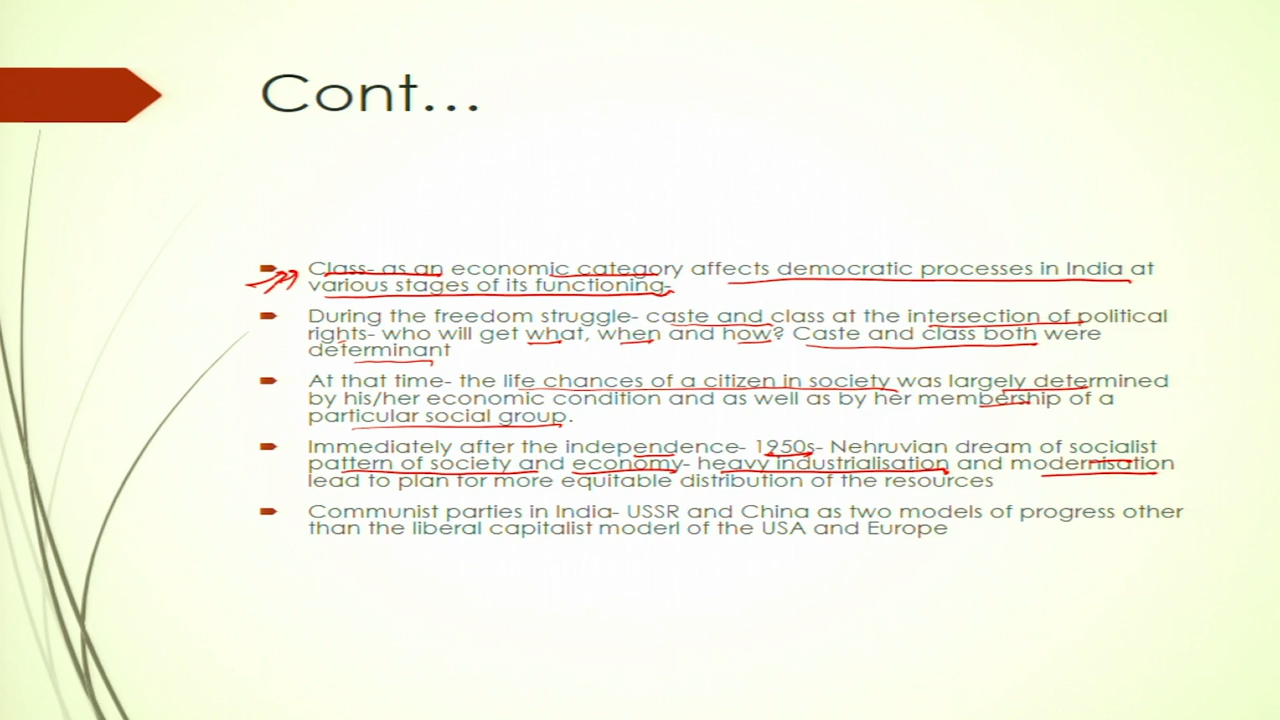 Cont...
Class- as an economic category affects democratic processes in India at
various stages of its functioning-
During the freedom struggle- caste and class at the intersection of political
rights- who will get what, when and how? Caste and class both were
determinant
At that time- the life chances of a citizen in society was largely determined
by his/her economic condition and as well as by her membership of a
particular social group.
Immediately after the independence- 1950s- Nehruvian dream of socialist
pattern of society and economy- heavy industrialisation and modernisation
lead to plan for more equitable distribution of the resources
Communist parties in India- USSR and China as two models of progress other
than the liberal capitalist moderl of the USA and Europe